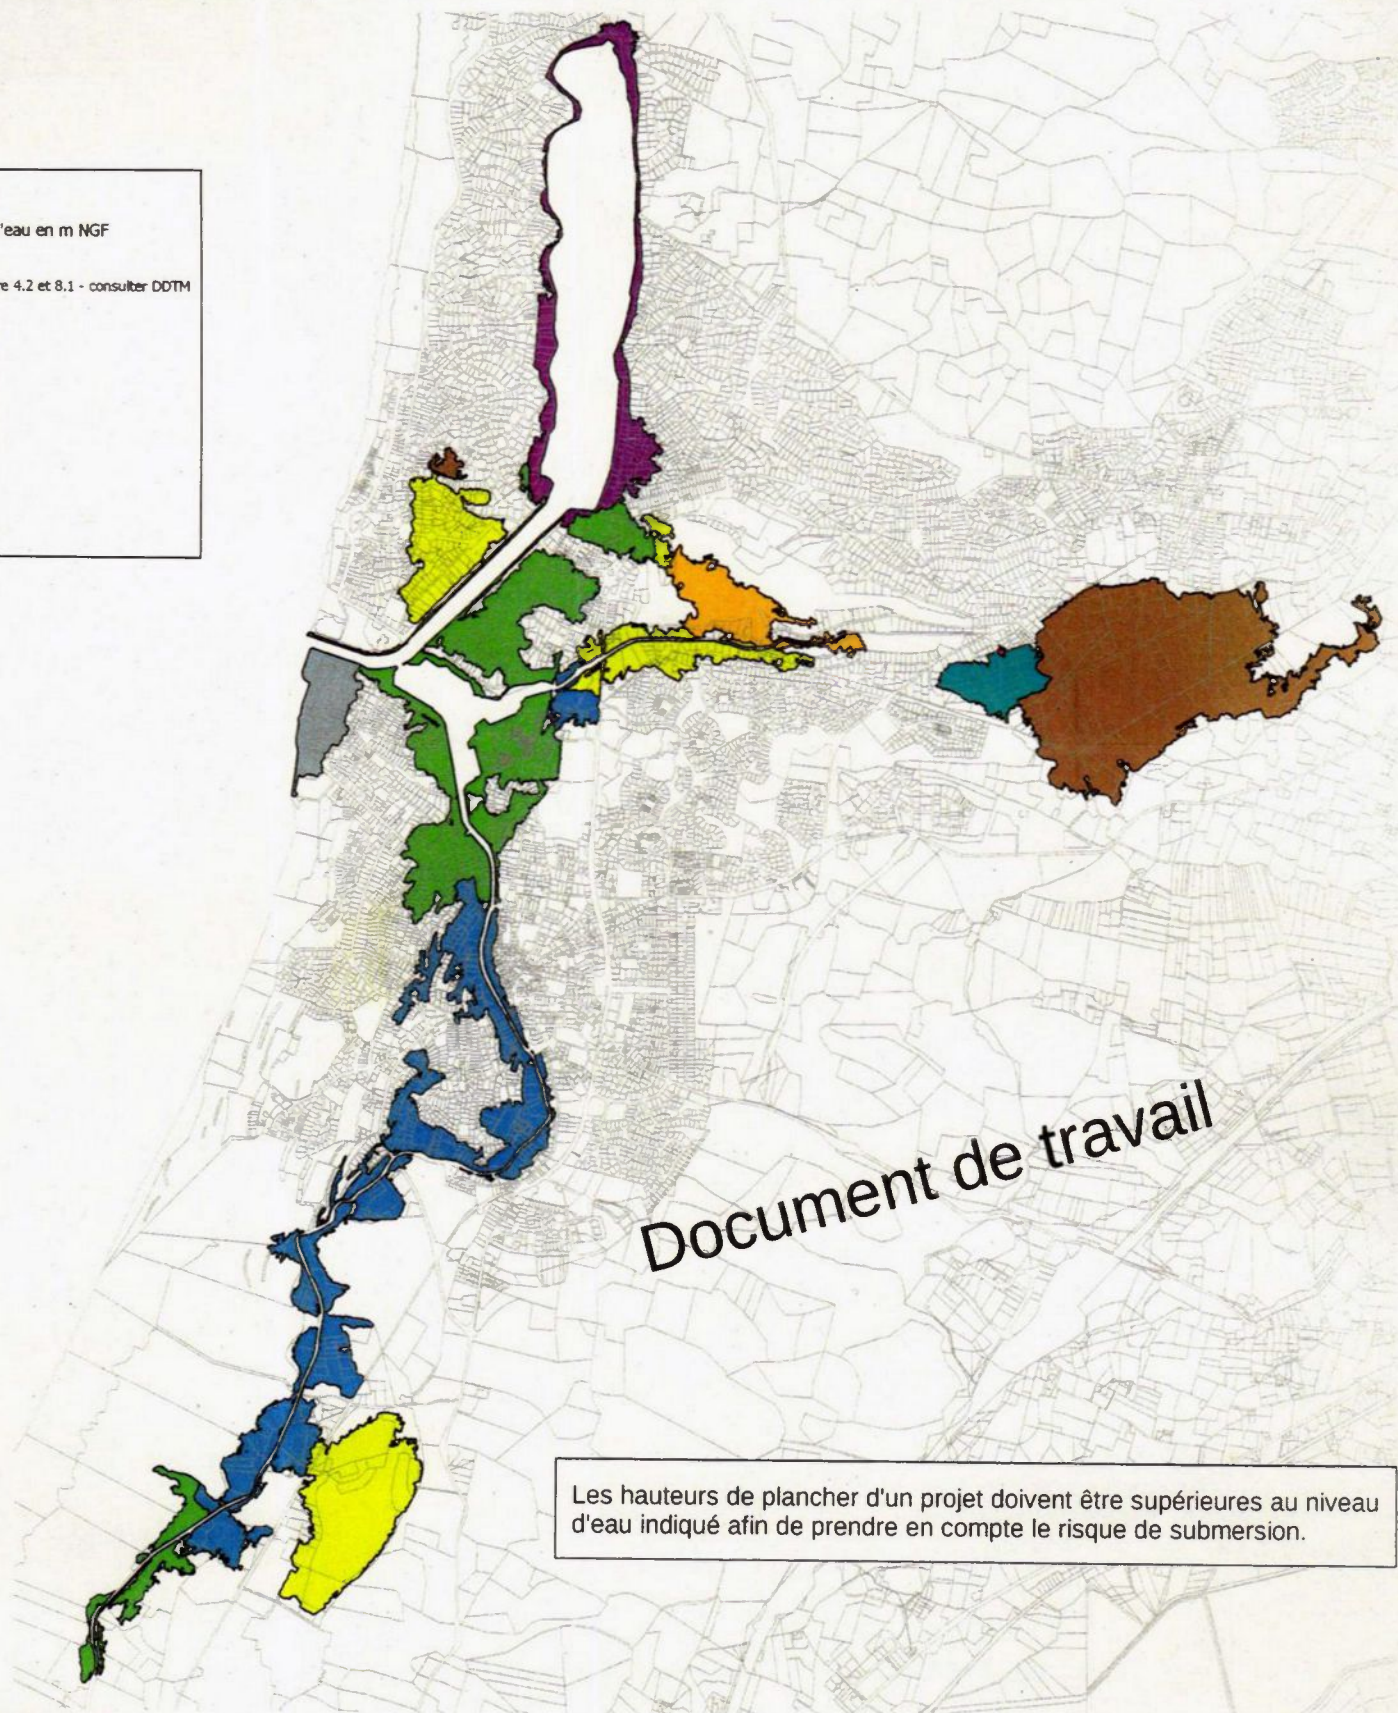 'eau en m NGF
e 4.2 et 8.1 - consulter DDTM
Document de travail
Les hauteurs de plancher d'un projet doivent être supérieures au niveau
d'eau indiqué afin de prendre en compte le risque de submersion.